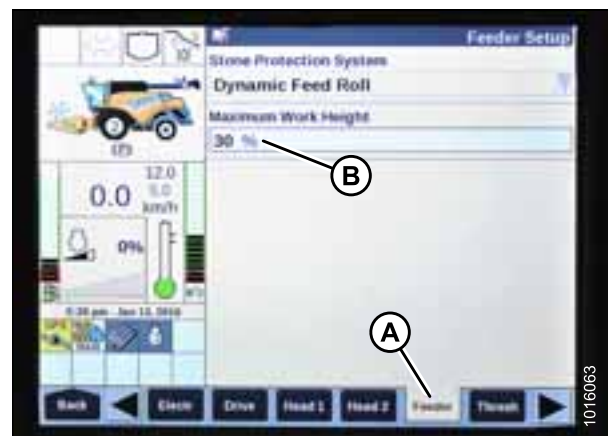 Feeder Setup
Stone Protection System
Dynamic Feed Roll
Maximum Work Height
30 %
B
12.0
0.0
km/h
0%
A
Back
Drive
Head 1
Head 2
Feeder
Thresh
1016063